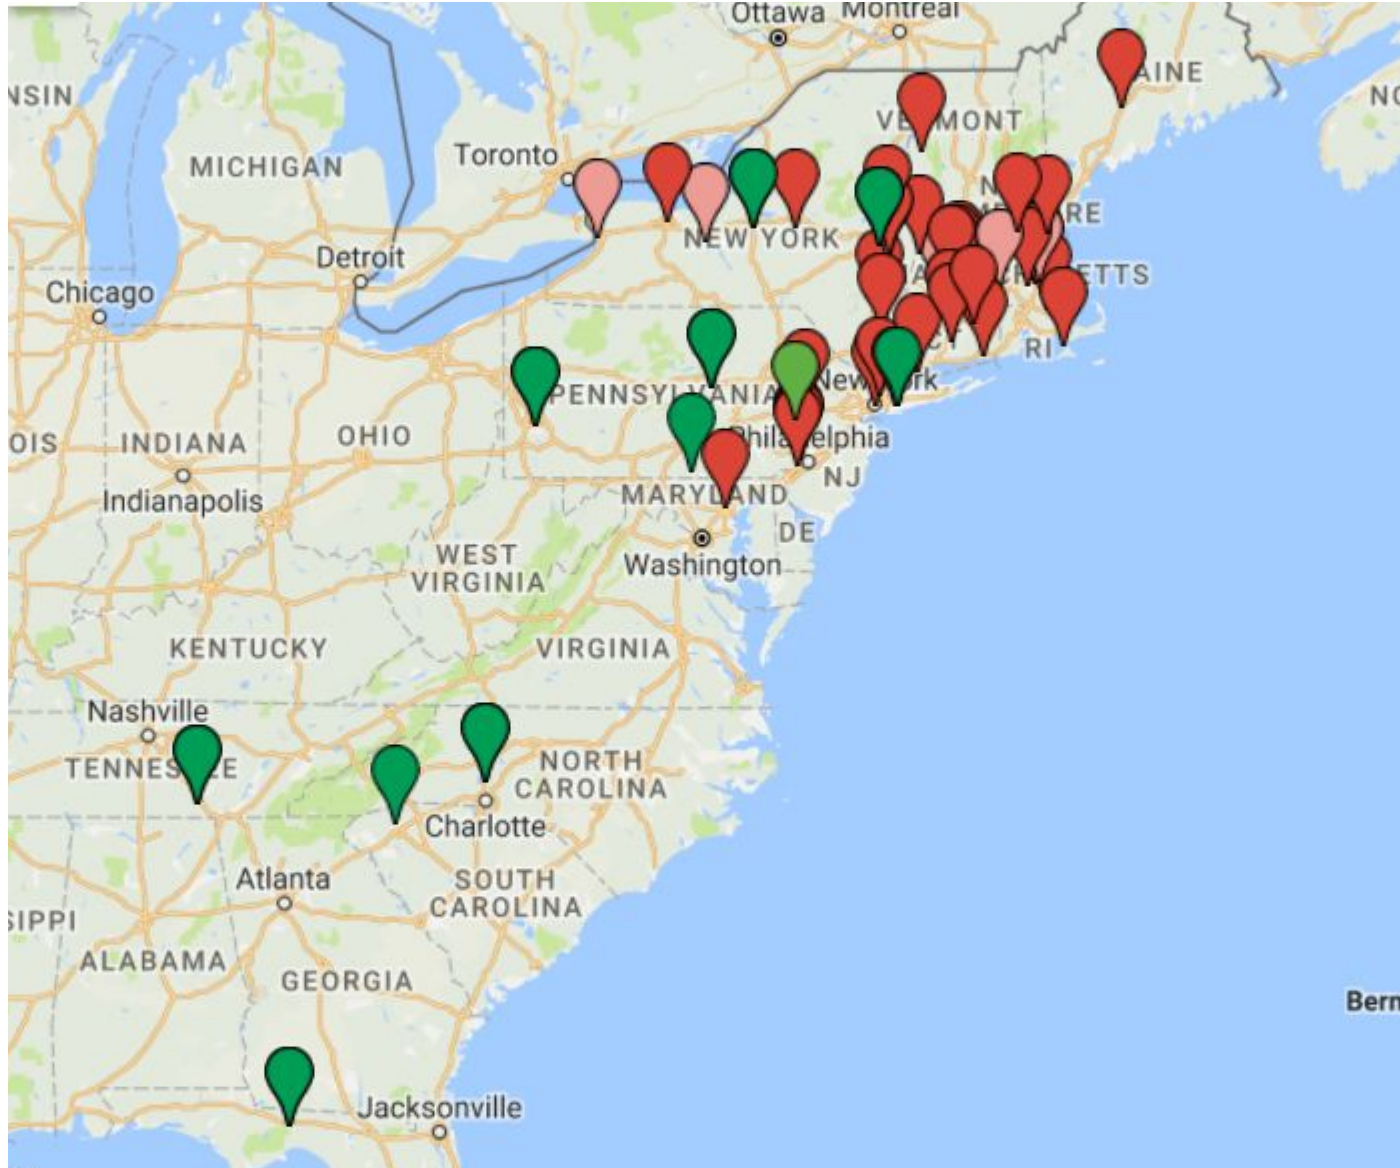 Ottawa
Montreal
AINE
NSIN
NO
VERMONT
MICHIGAN
Toronto
N
NEW YORK
RE
Detroit
Chicago
ETTS
RI
PENNSYLVANIA
New York
OIS
INDIANA
OHIO
Philadelphia
NJ
Indianapolis
MARYLAND
DE
WEST
VIRGINIA
Washington
KENTUCKY
VIRGINIA
Nashville
TENNESSEE
NORTH
CAROLINA
Charlotte
Atlanta
SOUTH
CAROLINA
SIPPI
ALABAMA
GEORGIA
Bern
Jacksonville